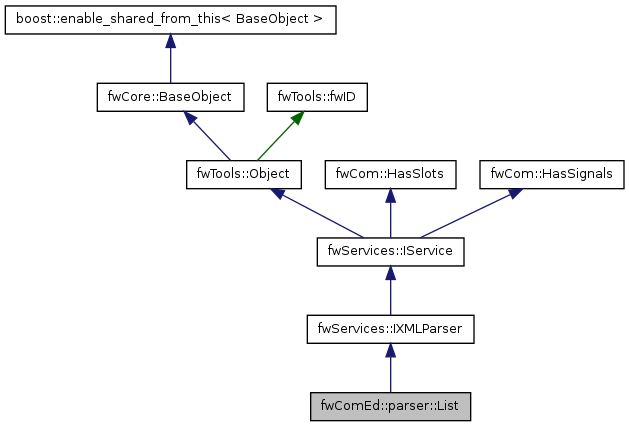 boost::enable_shared_from_this< BaseObject >
fwCore::BaseObject
fwTools::fwID
fwTools::Object
fwCom::HasSlots
fwCom::HasSignals
fwServices::IService
fwServices::IXMLParser
fwComEd::parser::List